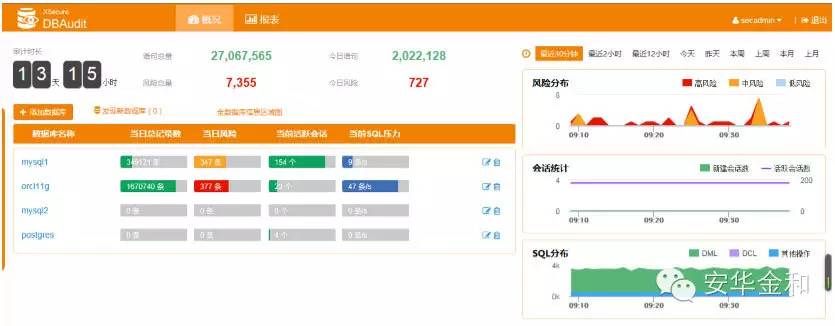 XSecure
DBAudit
概况
报表
secadmin
退出
审计时长
13 天 15 小时
语句总量
27,067,565
今日语句
2,022,128
风险总量
7,355
今日风险
727
添加数据库
发现新数据库 ( 0 )
全数据库信息区域图
最近30分钟 最近2小时 最近12小时 今天 昨天 本周 上周 本月 上月
数据库名称 当日总记录数 当日风险 当前活跃会话 当前SQL压力
mysql1 349121 条 347 条 154 个 9 条/s
orcl11g 1670740 条 377 条 23 个 47 条/s
mysql2 0 条 0 条 0 个 0 条/s
postgres 0 条 0 条 4 个 0 条/s
风险分布
高风险 中风险 低风险
6
0
09:10 09:20 09:30
会话统计
新建会话数 活跃会话数
4 200
2
0 0
09:10 09:20 09:30
SQL分布
DML DCL 其他操作
4k
0K
09:10 09:20 09:30
安华金和